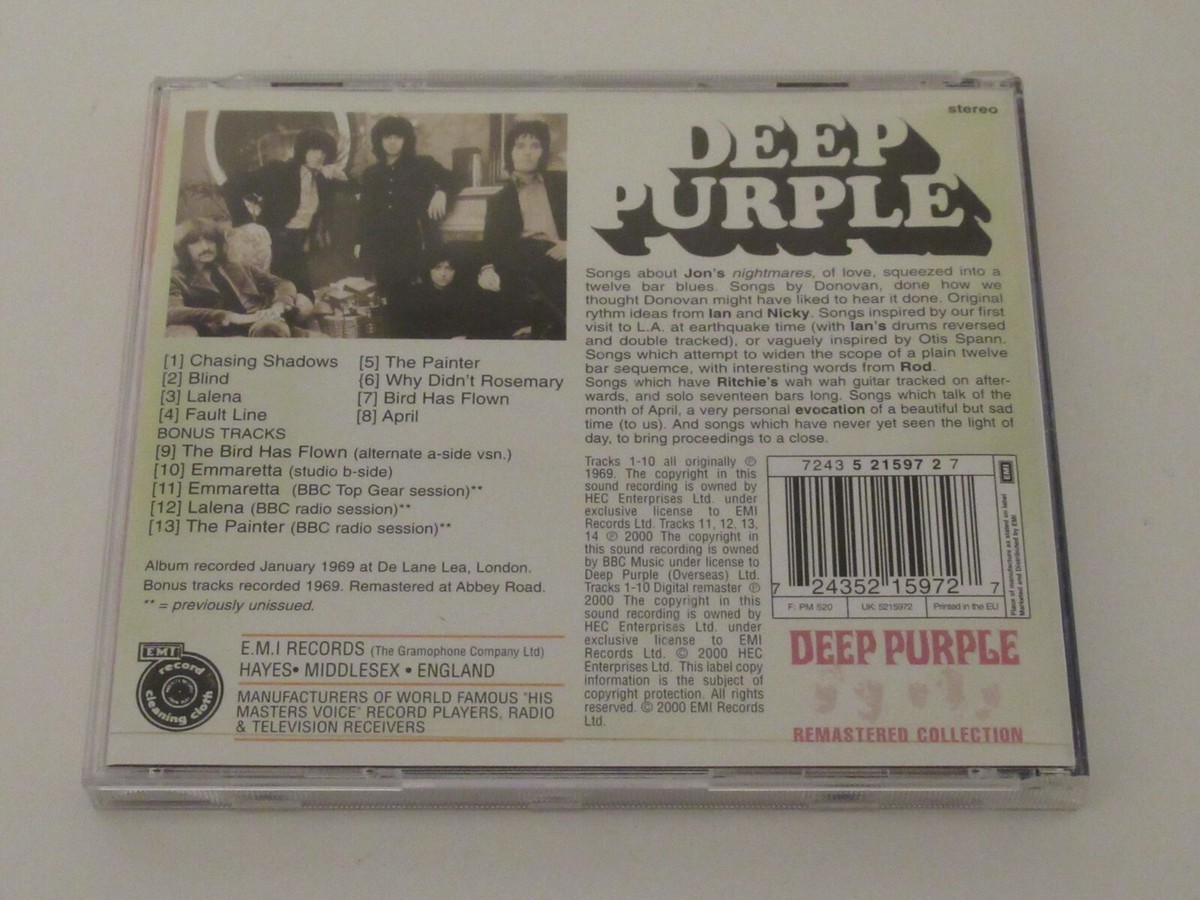 stereo
DEEP
PURPLE
Songs about Jon's nightmares, of love, squeezed into a
twelve bar blues. Songs by Donovan, done how we
thought Donovan might have liked to hear it done. Original
rythm ideas from Ian and Nicky. Songs inspired by our first
visit to L.A. at earthquake time (with Ian's drums reversed
and double tracked), or vaguely inspired by Otis Spann.
Songs which attempt to widen the scope of a plain twelve
bar sequemce, with interesting words from Rod.
Songs which have Ritchie's wah wah guitar tracked on after-
wards, and solo seventeen bars long. Songs which talk of the
month of April, a very personal evocation of a beautiful but sad
time (to us). And songs which have never yet seen the light of
day, to bring proceedings to a close.
[1] Chasing Shadows
[2] Blind
[3] Lalena
[4] Fault Line
[5] The Painter
{6] Why Didn't Rosemary
[7] Bird Has Flown
[8] April
BONUS TRACKS
[9] The Bird Has Flown (alternate a-side vsn.)
[10] Emmaretta (studio b-side)
[11] Emmaretta (BBC Top Gear session)**
[12] Lalena (BBC radio session)**
[13] The Painter (BBC radio session)**
Album recorded January 1969 at De Lane Lea, London.
Bonus tracks recorded 1969. Remastered at Abbey Road.
** = previously unissued.
EMI
record
cleaning cloth
E.M.I RECORDS (The Gramophone Company Ltd)
HAYES• MIDDLESEX • ENGLAND
MANUFACTURERS OF WORLD FAMOUS "HIS
MASTERS VOICE" RECORD PLAYERS, RADIO
& TELEVISION RECEIVERS
Tracks 1-10 all originally ℗
1969. The copyright in this
sound recording is owned by
HEC Enterprises Ltd. under
exclusive license to EMI
Records Ltd. Tracks 11, 12, 13,
14 ℗ 2000 The copyright in
this sound recording is owned
by BBC Music under license to
Deep Purple (Overseas) Ltd.
Tracks 1-10 Digital remaster ℗
2000 The copyright in this
sound recording is owned by
HEC Enterprises Ltd. under
exclusive license to EMI
Records Ltd. © 2000 HEC
Enterprises Ltd. This label copy
information is the subject of
copyright protection. All rights
reserved. © 2000 EMI Records
Ltd.
7243 5 21597 2 7
7 24352 15972 7
F: PM 520
UK: 5215972
Printed in the EU
EMI
Place of manufacture as stated on label
Marketed and Distributed by EMI
DEEP PURPLE
REMASTERED COLLECTION